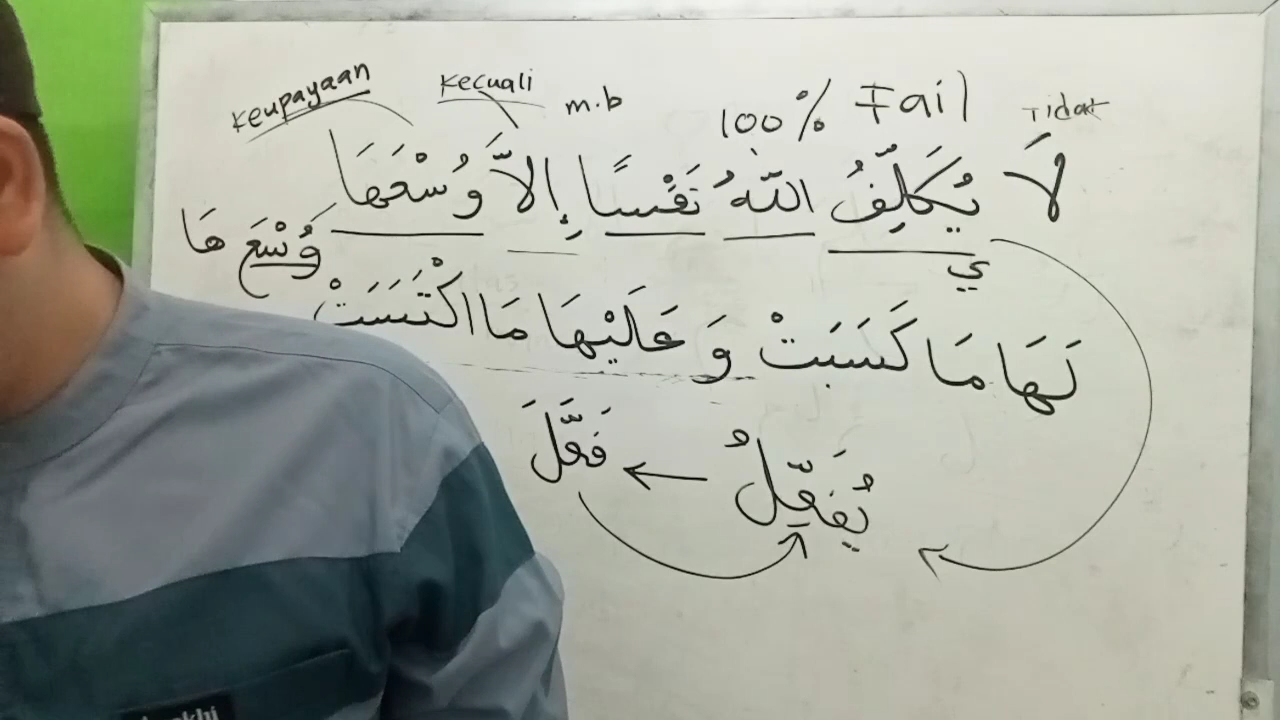 Keupayaan Kecuali m.b 100% Fail Tidak
لَا يُكَلِّفُ اللّٰهُ نَفْسًا إِلَّا وُسْعَهَا
وُسْعَ هَا
ي
لَهَا مَا كَسَبَتْ وَ عَلَيْهَا مَا اكْتَسَبَتْ
يُفَعِّلُ ← فَعَّلَ